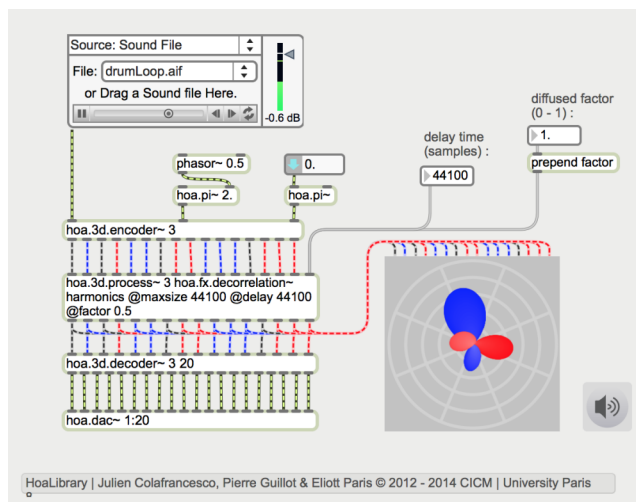 Source: Sound File
File: drumLoop.aif
or Drag a Sound file Here.
-0.6 dB
diffused factor
(0 - 1) :
1.
delay time
(samples) :
prepend factor
phasor~ 0.5
0.
44100
hoa.pi~ 2.
hoa.pi~
hoa.3d.encoder~ 3
hoa.3d.process~ 3 hoa.fx.decorrelation~
harmonics @maxsize 44100 @delay 44100
@factor 0.5
hoa.3d.decoder~ 3 20
hoa.dac~ 1:20
HoaLibrary | Julien Colafrancesco, Pierre Guillot & Eliott Paris © 2012 - 2014 CICM | University Paris